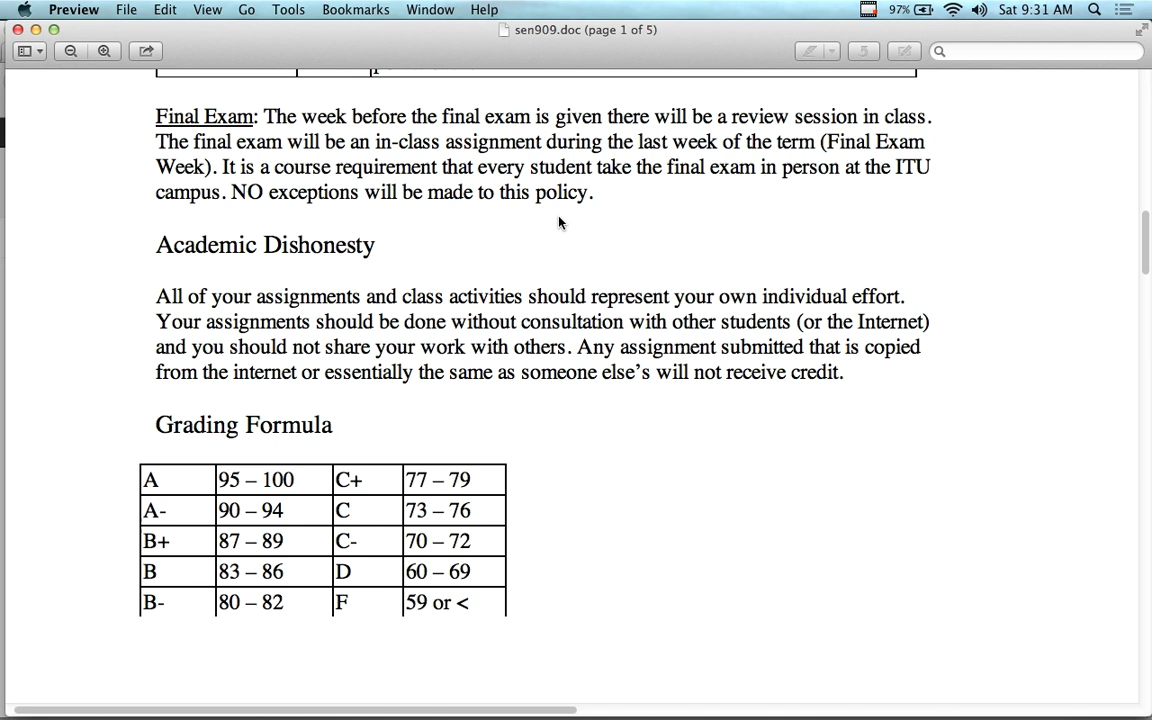 Preview File Edit View Go Tools Bookmarks Window Help 97% Sat 9:31 AM
sen909.doc (page 1 of 5)
Final Exam: The week before the final exam is given there will be a review session in class.
The final exam will be an in-class assignment during the last week of the term (Final Exam
Week). It is a course requirement that every student take the final exam in person at the ITU
campus. NO exceptions will be made to this policy.
Academic Dishonesty
All of your assignments and class activities should represent your own individual effort.
Your assignments should be done without consultation with other students (or the Internet)
and you should not share your work with others. Any assignment submitted that is copied
from the internet or essentially the same as someone else's will not receive credit.
Grading Formula
A 95 – 100 C+ 77 – 79
A- 90 – 94 C 73 – 76
B+ 87 – 89 C- 70 – 72
B 83 – 86 D 60 – 69
B- 80 – 82 F 59 or <